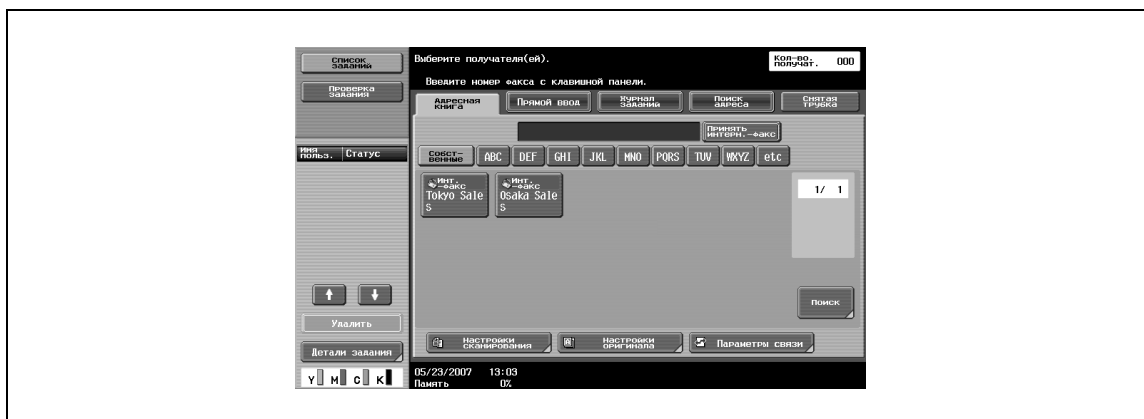 Список
заданий
Проверка
задания
Имя
польз.
Статус
Удалить
Детали задания
Y M C K
Выберите получателя(ей).
Введите номер факса с клавишной панели.
Кол-во.
получат. 000
Адресная
книга
Прямой ввод
Журнал
заданий
Поиск
адреса
Снятая
трубка
Принять
интерн.-факс
Собст-
венные
ABC DEF GHI JKL MNO PQRS TUV WXYZ etc
Инт.
-факс
Tokyo Sale
s
Инт.
-факс
Osaka Sale
s
1/ 1
Поиск
Настройки
сканирования
Настройки
оригинала
Параметры связи
05/23/2007 13:03
Память 0%